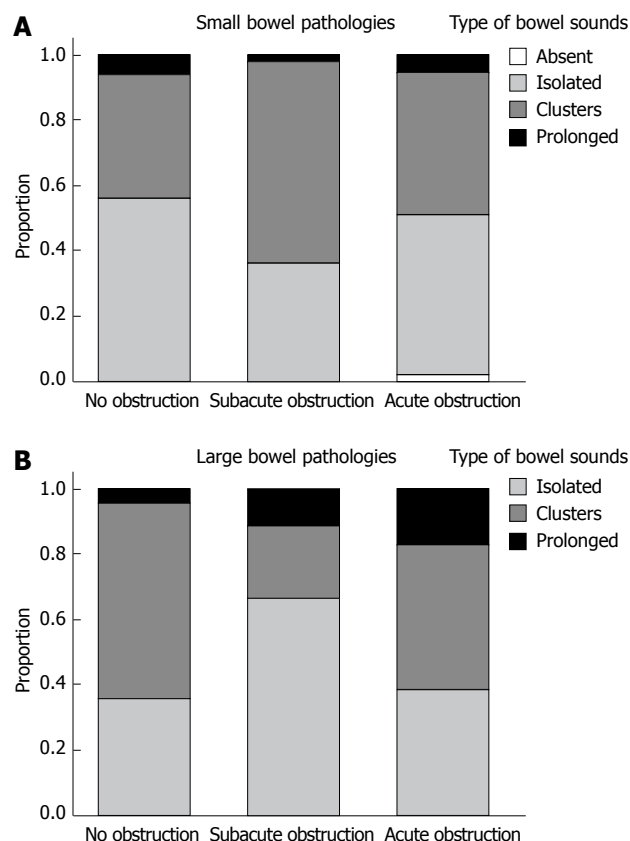 A
Small bowel pathologies
Type of bowel sounds
Absent
Isolated
Clusters
Prolonged
Proportion
1.0
0.8
0.6
0.4
0.2
0.0
No obstruction Subacute obstruction Acute obstruction
B
Large bowel pathologies
Type of bowel sounds
Isolated
Clusters
Prolonged
Proportion
1.0
0.8
0.6
0.4
0.2
0.0
No obstruction Subacute obstruction Acute obstruction